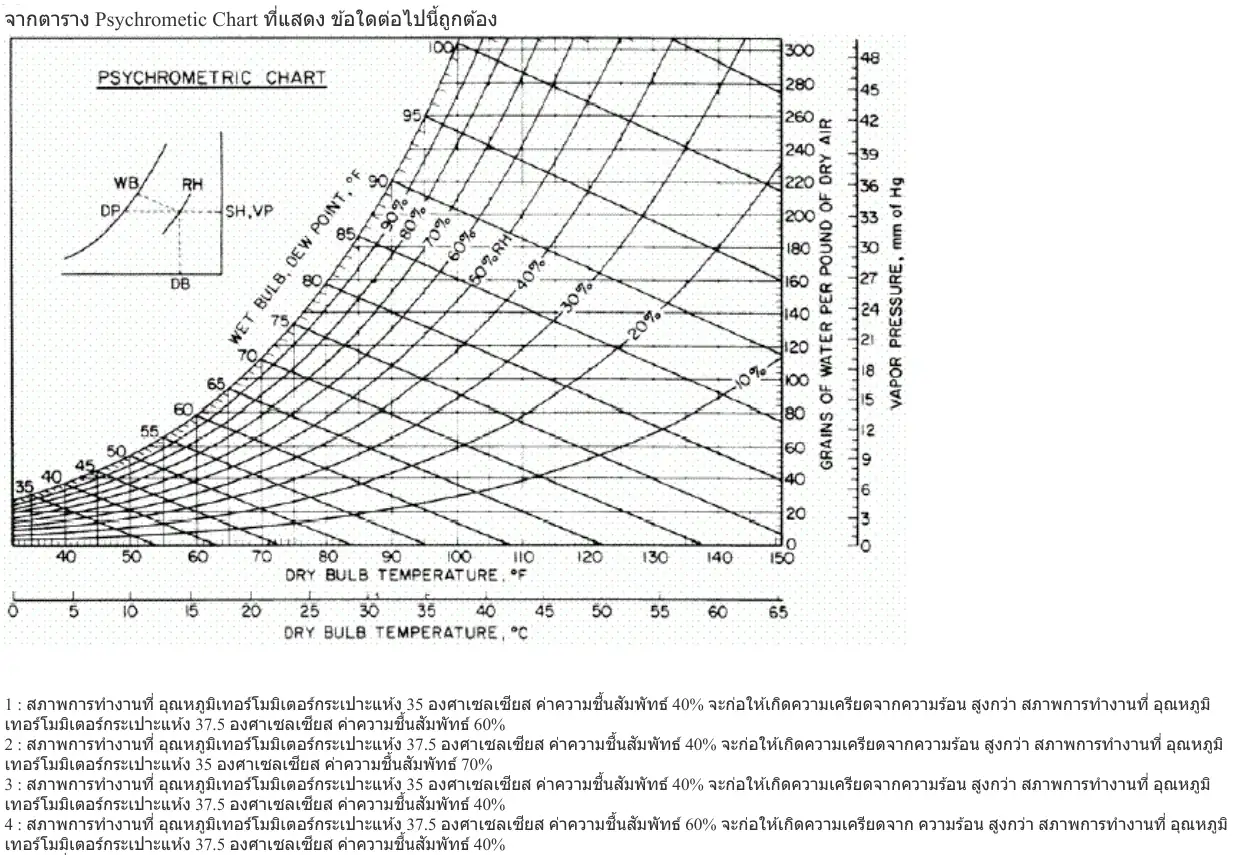 จากตาราง Psychrometic Chart ที่แสดง ข้อใดต่อไปนี้ถูกต้อง
PSYCHROMETRIC CHART
WB
RH
DP
SH, VP
DB
WET BULB, DEW POINT, °F
35
40
45
50
55
60
65
70
75
80
85
90
95
100
90%
80%
70%
60%
50% RH
40%
30%
20%
10%
300
280
260
240
220
200
180
160
140
120
100
80
60
40
20
0
GRAINS OF WATER PER POUND OF DRY AIR
48
45
42
39
36
33
30
27
24
21
18
15
12
9
6
3
0
VAPOR PRESSURE, mm of Hg
40 50 60 70 80 90 100 110 120 130 140 150
DRY BULB TEMPERATURE, °F
0 5 10 15 20 25 30 35 40 45 50 55 60 65
DRY BULB TEMPERATURE, °C
1 : สภาพการทำงานที่ อุณหภูมิเทอร์โมมิเตอร์กระเปาะแห้ง 35 องศาเซลเซียส ค่าความชื้นสัมพัทธ์ 40% จะก่อให้เกิดความเครียดจากความร้อน สูงกว่า สภาพการทำงานที่ อุณหภูมิ
เทอร์โมมิเตอร์กระเปาะแห้ง 37.5 องศาเซลเซียส ค่าความชื้นสัมพัทธ์ 60%
2 : สภาพการทำงานที่ อุณหภูมิเทอร์โมมิเตอร์กระเปาะแห้ง 37.5 องศาเซลเซียส ค่าความชื้นสัมพัทธ์ 40% จะก่อให้เกิดความเครียดจากความร้อน สูงกว่า สภาพการทำงานที่ อุณหภูมิ
เทอร์โมมิเตอร์กระเปาะแห้ง 35 องศาเซลเซียส ค่าความชื้นสัมพัทธ์ 70%
3 : สภาพการทำงานที่ อุณหภูมิเทอร์โมมิเตอร์กระเปาะแห้ง 35 องศาเซลเซียส ค่าความชื้นสัมพัทธ์ 40% จะก่อให้เกิดความเครียดจากความร้อน สูงกว่า สภาพการทำงานที่ อุณหภูมิ
เทอร์โมมิเตอร์กระเปาะแห้ง 37.5 องศาเซลเซียส ค่าความชื้นสัมพัทธ์ 40%
4 : สภาพการทำงานที่ อุณหภูมิเทอร์โมมิเตอร์กระเปาะแห้ง 37.5 องศาเซลเซียส ค่าความชื้นสัมพัทธ์ 60% จะก่อให้เกิดความเครียดจาก ความร้อน สูงกว่า สภาพการทำงานที่ อุณหภูมิ
เทอร์โมมิเตอร์กระเปาะแห้ง 37.5 องศาเซลเซียส ค่าความชื้นสัมพัทธ์ 40%